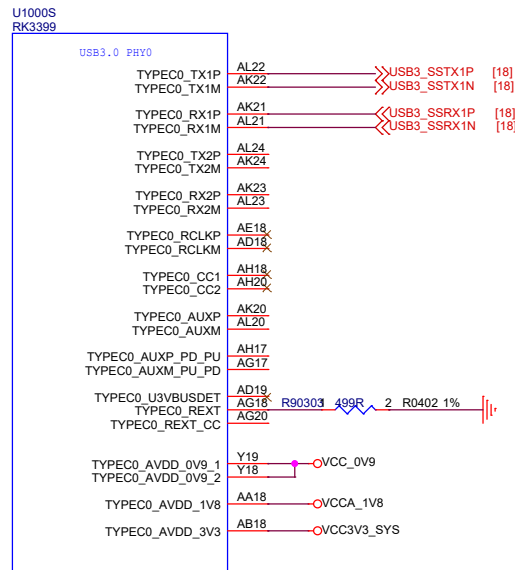 U1000S
RK3399
USB3.0 PHY0
TYPEC0_TX1P AL22 USB3_SSTX1P [18]
TYPEC0_TX1M AK22 USB3_SSTX1N [18]
TYPEC0_RX1P AK21 USB3_SSRX1P [18]
TYPEC0_RX1M AL21 USB3_SSRX1N [18]
TYPEC0_TX2P AL24
TYPEC0_TX2M AK24
TYPEC0_RX2P AK23
TYPEC0_RX2M AL23
TYPEC0_RCLKP AE18
TYPEC0_RCLKM AD18
TYPEC0_CC1 AH18
TYPEC0_CC2 AH20
TYPEC0_AUXP AK20
TYPEC0_AUXM AL20
TYPEC0_AUXP_PD_PU AH17
TYPEC0_AUXM_PU_PD AG17
TYPEC0_U3VBUSDET AD19
TYPEC0_REXT AG18 R90303 1 499R 2 R0402 1%
TYPEC0_REXT_CC AG20
TYPEC0_AVDD_0V9_1 Y19 VCC_0V9
TYPEC0_AVDD_0V9_2 Y18
TYPEC0_AVDD_1V8 AA18 VCCA_1V8
TYPEC0_AVDD_3V3 AB18 VCC3V3_SYS